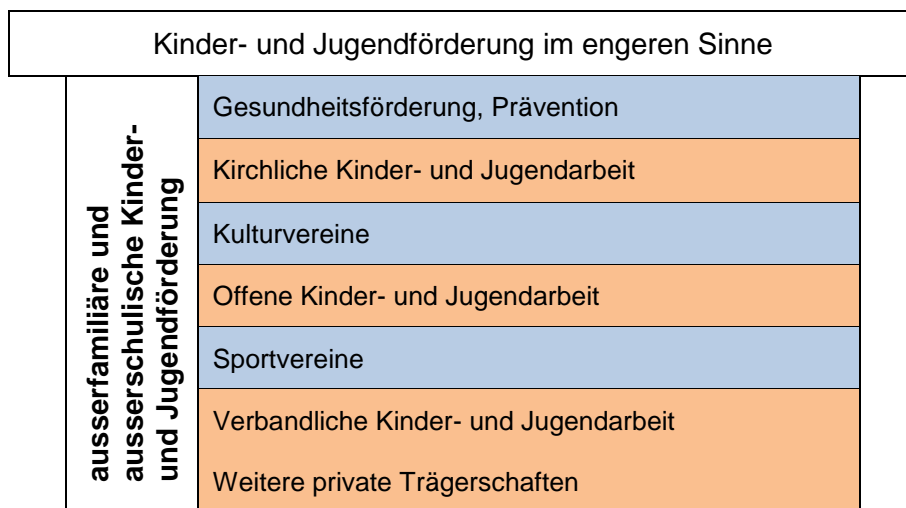 Kinder- und Jugendförderung im engeren Sinne
ausserfamiliäre und
ausserschulische Kinder-
und Jugendförderung
Gesundheitsförderung, Prävention
Kirchliche Kinder- und Jugendarbeit
Kulturvereine
Offene Kinder- und Jugendarbeit
Sportvereine
Verbandliche Kinder- und Jugendarbeit
Weitere private Trägerschaften